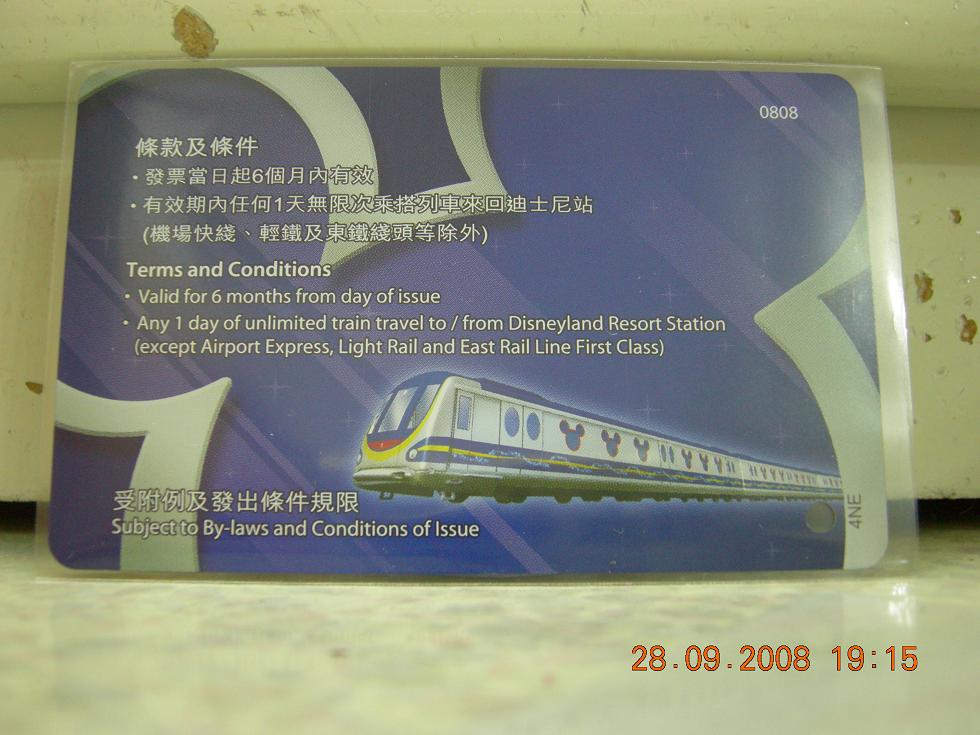 0808
條款及條件
• 發票當日起6個月內有效
• 有效期內任何1天無限次乘搭列車來回迪士尼站
(機場快綫、輕鐵及東鐵綫頭等除外)
Terms and Conditions
• Valid for 6 months from day of issue
• Any 1 day of unlimited train travel to / from Disneyland Resort Station
(except Airport Express, Light Rail and East Rail Line First Class)
受附例及發出條件規限
Subject to By-laws and Conditions of Issue
4NE
28.09.2008 19:15